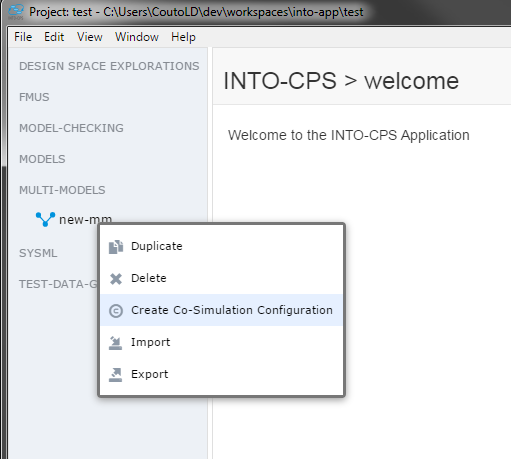 Project: test - C:\Users\CoutoLD\dev\workspaces\into-app\test
File Edit View Window Help
DESIGN SPACE EXPLORATIONS
FMUS
MODEL-CHECKING
MODELS
MULTI-MODELS
new-mm
SYSML
TEST-DATA-G
INTO-CPS > welcome
Welcome to the INTO-CPS Application
Duplicate
Delete
Create Co-Simulation Configuration
Import
Export